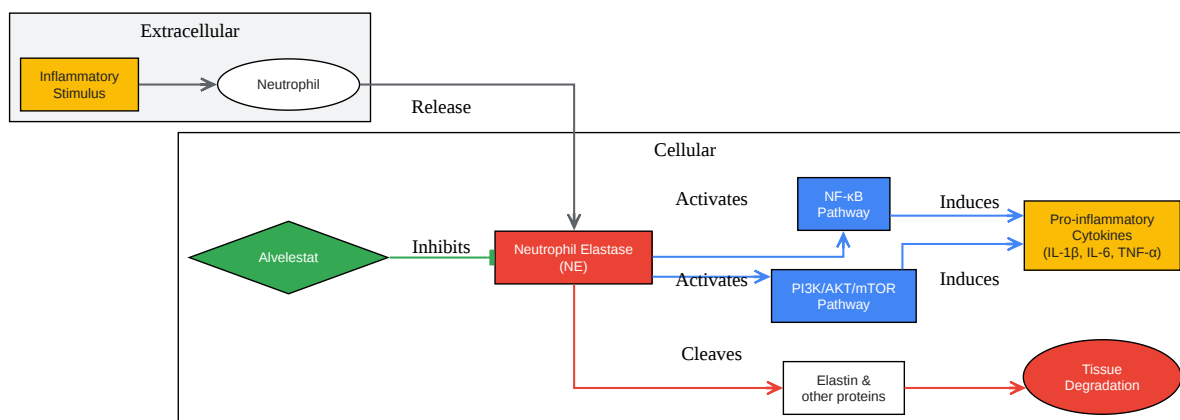 Extracellular
Inflammatory
Stimulus
Neutrophil
Release
Cellular
Alvelestat
Inhibits
Neutrophil Elastase
(NE)
Activates
NF-κB
Pathway
Induces
Activates
PI3K/AKT/mTOR
Pathway
Induces
Pro-inflammatory
Cytokines
(IL-1β, IL-6, TNF-α)
Cleaves
Elastin &
other proteins
Tissue
Degradation